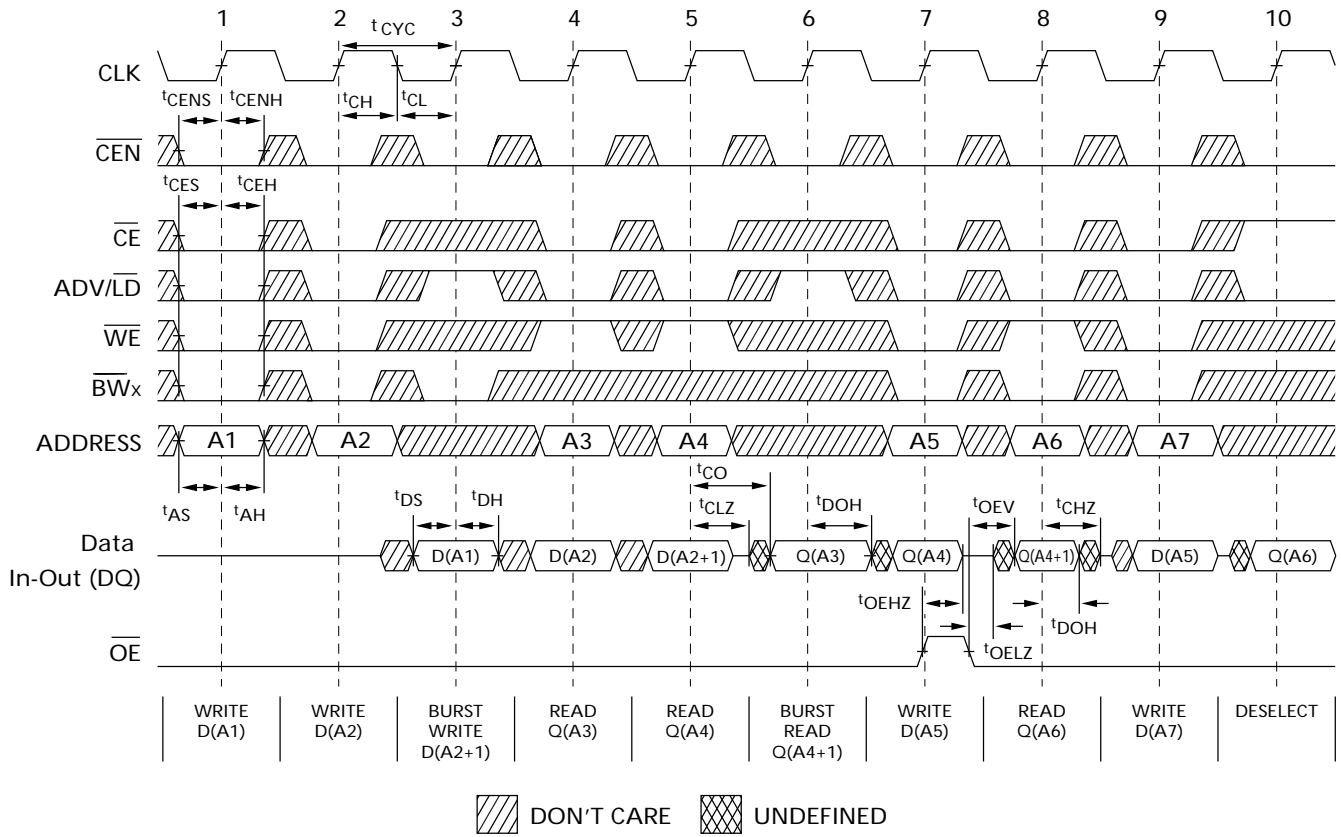 1 2 3 4 5 6 7 8 9 10
tCYC
CLK
tCENS tCENH tCH tCL
CEN
tCES tCEH
CE
ADV/LD
WE
BWx
ADDRESS A1 A2 A3 A4 A5 A6 A7
tCO
tAS tAH tDS tDH tCLZ tDOH tOEV tCHZ
Data In-Out (DQ) D(A1) D(A2) D(A2+1) Q(A3) Q(A4) Q(A4+1) D(A5) Q(A6)
tOEHZ tDOH
tOELZ
OE
WRITE D(A1)
WRITE D(A2)
BURST WRITE D(A2+1)
READ Q(A3)
READ Q(A4)
BURST READ Q(A4+1)
WRITE D(A5)
READ Q(A6)
WRITE D(A7)
DESELECT
DON'T CARE UNDEFINED